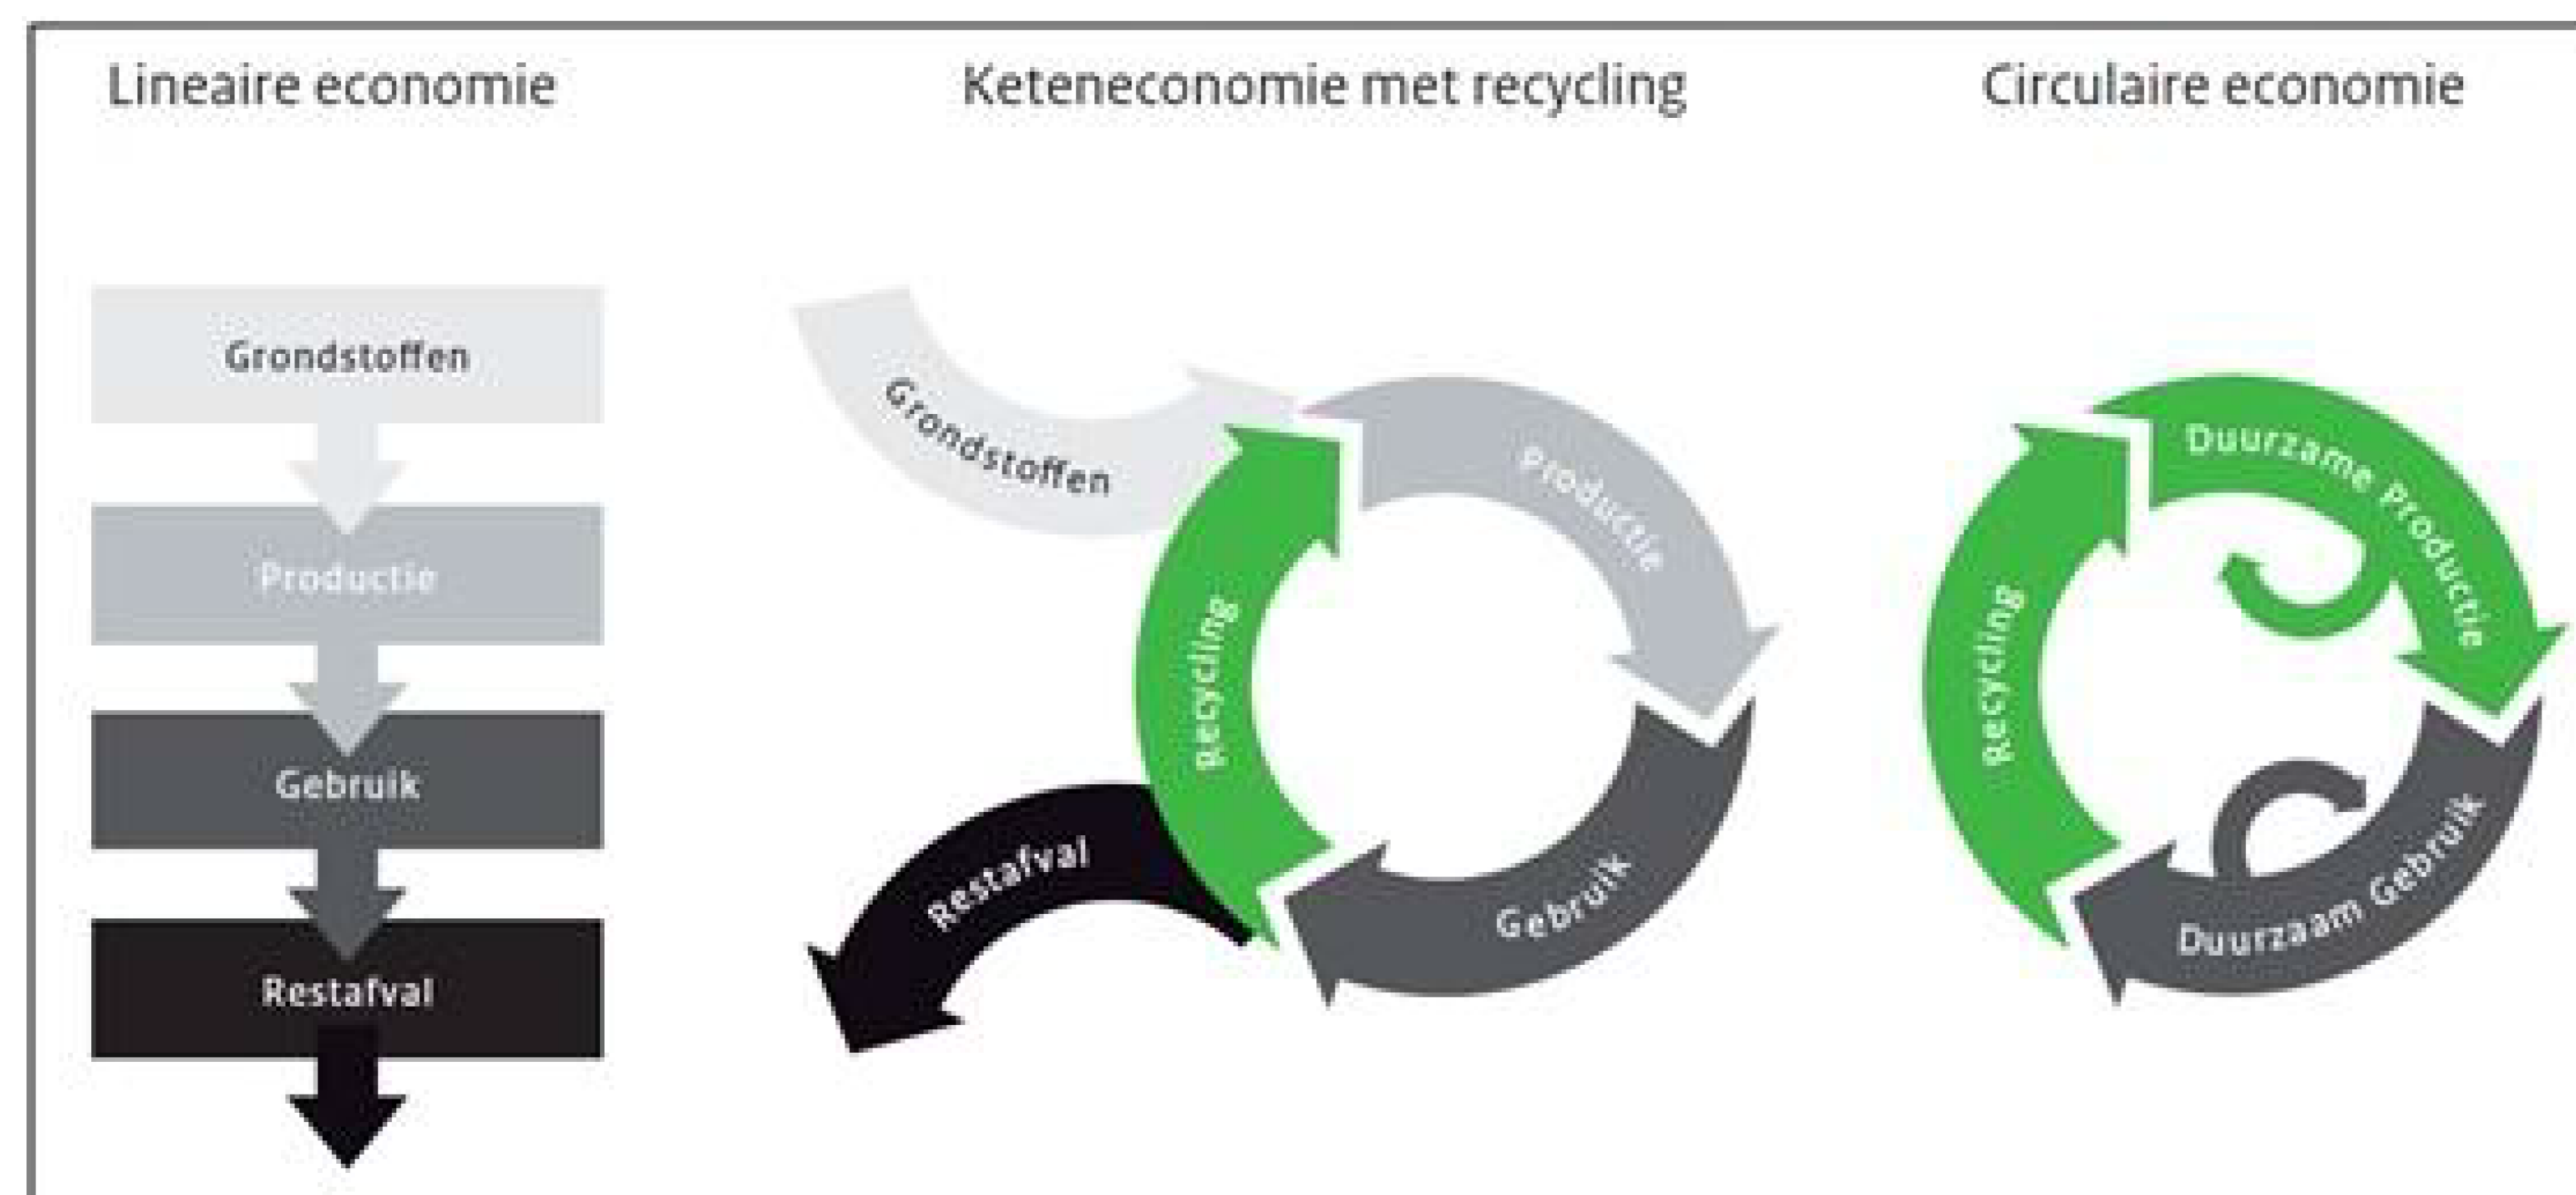 Lineaire economie
Grondstoffen
Productie
Gebruik
Restafval
Keteneconomie met recycling
Grondstoffen
Productie
Gebruik
Recycling
Restafval
Circulaire economie
Duurzame Productie
Duurzaam Gebruik
Recycling